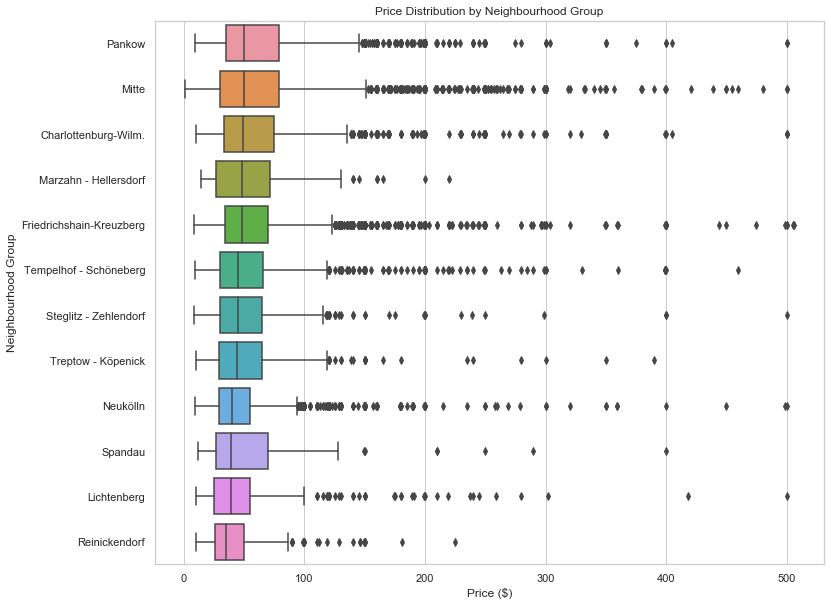 Price Distribution by Neighbourhood Group
Neighbourhood Group
Pankow
Mitte
Charlottenburg-Wilm.
Marzahn - Hellersdorf
Friedrichshain-Kreuzberg
Tempelhof - Schöneberg
Steglitz - Zehlendorf
Treptow - Köpenick
Neukölln
Spandau
Lichtenberg
Reinickendorf
0 100 200 300 400 500
Price ($)